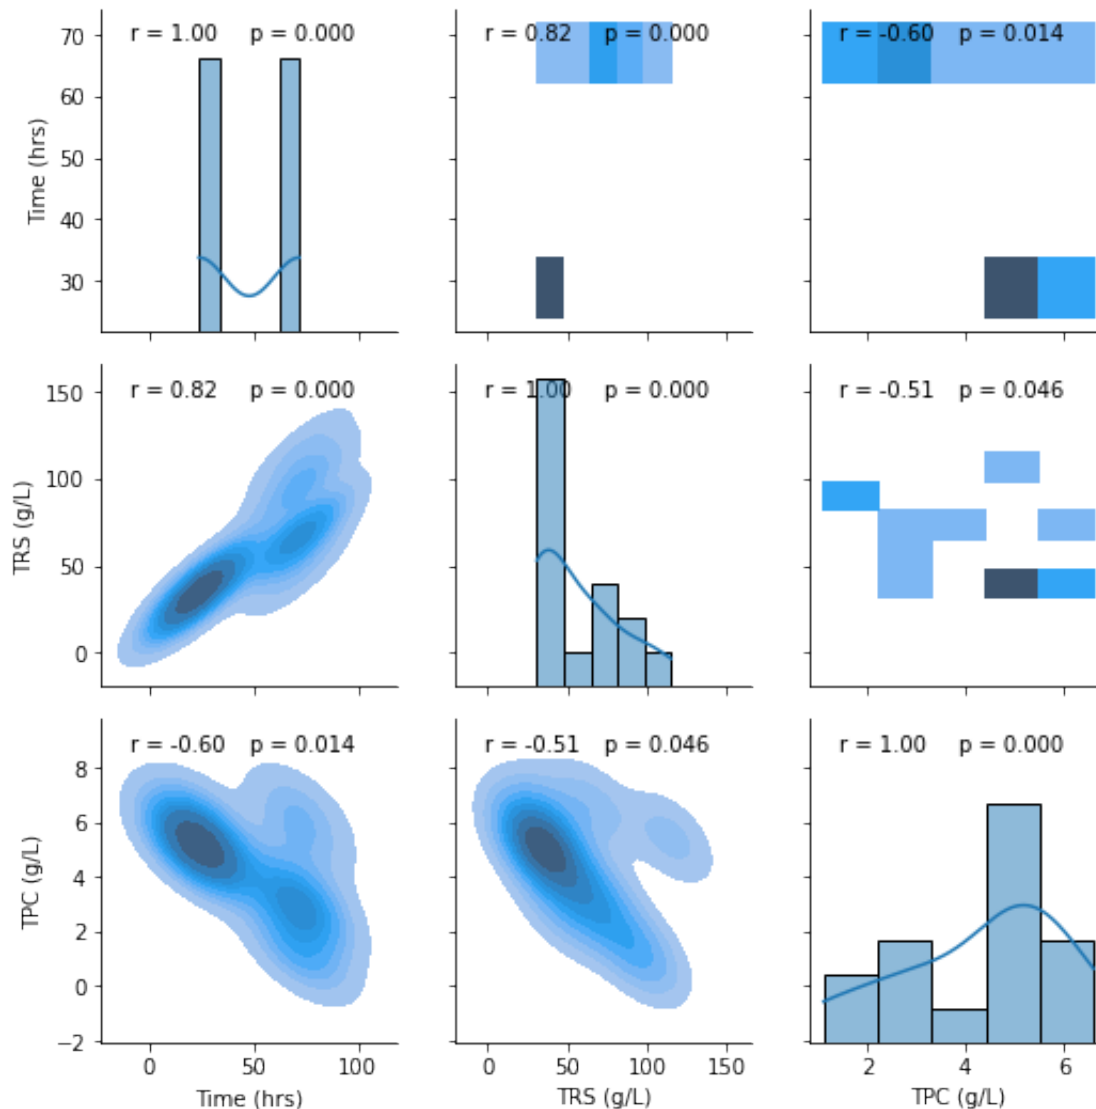 r = 1.00 p = 0.000
r = 0.82 p = 0.000
r = -0.60 p = 0.014
70
60
50
40
30
Time (hrs)
r = 0.82 p = 0.000
r = 1.00 p = 0.000
r = -0.51 p = 0.046
150
100
50
0
TRS (g/L)
r = -0.60 p = 0.014
r = -0.51 p = 0.046
r = 1.00 p = 0.000
8
6
4
2
0
−2
TPC (g/L)
0 50 100
0 50 100 150
2 4 6
Time (hrs)
TRS (g/L)
TPC (g/L)